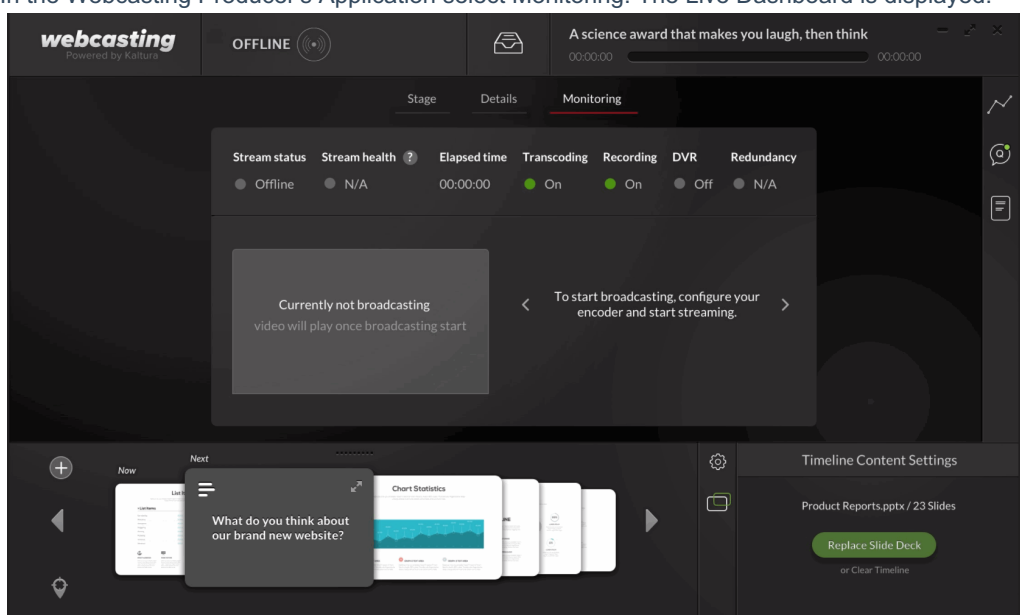 In the Webcasting Producer's Application select Monitoring. The Live Dashboard is displayed.
webcasting
Powered by Kaltura
OFFLINE
A science award that makes you laugh, then think
00:00:00 00:00:00
Stage Details Monitoring
Stream status Stream health ? Elapsed time Transcoding Recording DVR Redundancy
Offline N/A 00:00:00 On On Off N/A
Currently not broadcasting
video will play once broadcasting start
To start broadcasting, configure your
encoder and start streaming.
Now
Next
What do you think about
our brand new website?
Chart Statistics
Timeline Content Settings
Product Reports.pptx / 23 Slides
Replace Slide Deck
or Clear Timeline